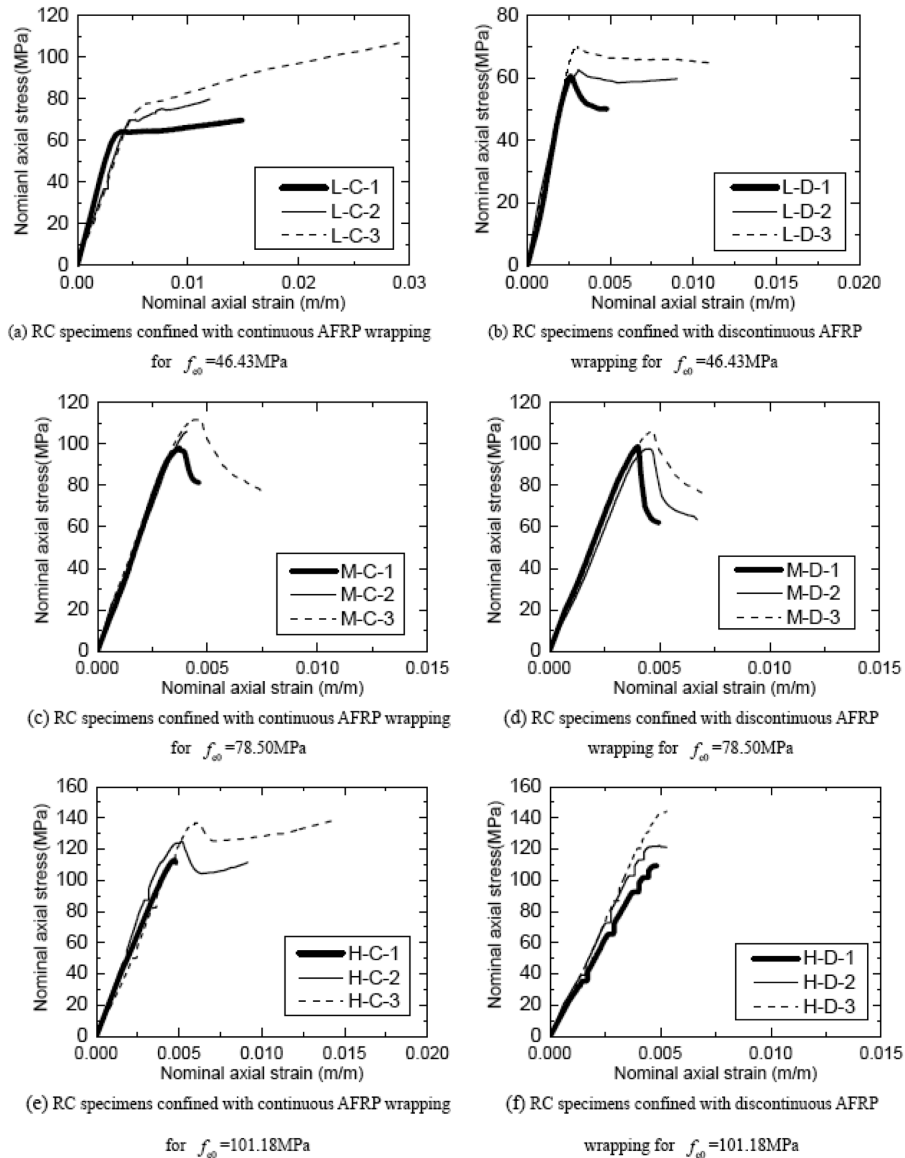 Nomianl axial stress(MPa)
120
100
80
60
40
20
0
L-C-1
L-C-2
L-C-3
0.00 0.01 0.02 0.03
Nominal axial strain (m/m)
(a) RC specimens confined with continuous AFRP wrapping
for f_c0 =46.43MPa
Nominal axial stress(MPa)
80
60
40
20
0
L-D-1
L-D-2
L-D-3
0.000 0.005 0.010 0.015 0.020
Nominal axial strain (m/m)
(b) RC specimens confined with discontinuous AFRP
wrapping for f_c0 =46.43MPa
Nominal axial stress(MPa)
120
100
80
60
40
20
0
M-C-1
M-C-2
M-C-3
0.000 0.005 0.010 0.015
Nominal axial strain (m/m)
(c) RC specimens confined with continuous AFRP wrapping
for f_c0 =78.50MPa
Nominal axial stress(MPa)
120
100
80
60
40
20
0
M-D-1
M-D-2
M-D-3
0.000 0.005 0.010 0.015
Nominal axial strain (m/m)
(d) RC specimens confined with discontinuous AFRP
wrapping for f_c0 =78.50MPa
Nominal axial stress(MPa)
160
140
120
100
80
60
40
20
0
H-C-1
H-C-2
H-C-3
0.000 0.005 0.010 0.015 0.020
Nominal axial strain (m/m)
(e) RC specimens confined with continuous AFRP wrapping
for f_c0 =101.18MPa
Nominal axial stress(MPa)
160
140
120
100
80
60
40
20
0
H-D-1
H-D-2
H-D-3
0.000 0.005 0.010 0.015
Nominal axial strain (m/m)
(f) RC specimens confined with discontinuous AFRP
wrapping for f_c0 =101.18MPa